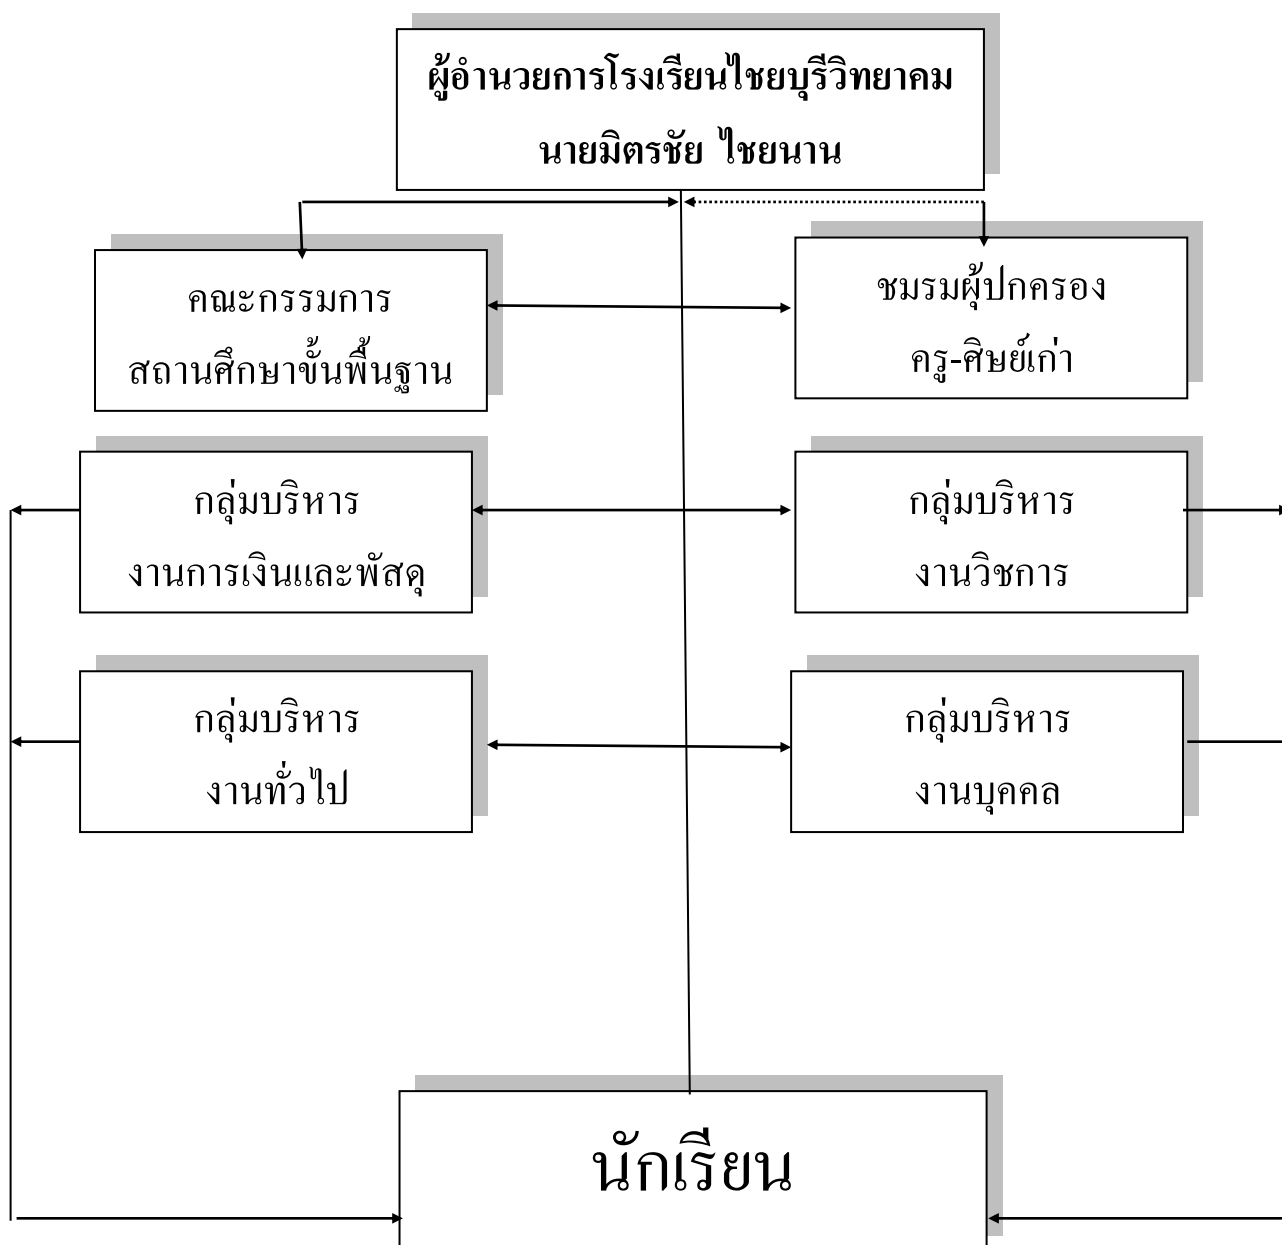 ผู้อำนวยการโรงเรียนไชยบุรีวิทยาคม
นายมิตรชัย ไชยนาน
คณะกรรมการ
สถานศึกษาขั้นพื้นฐาน
ชมรมผู้ปกครอง
ครู-ศิษย์เก่า
กลุ่มบริหาร
งานการเงินและพัสดุ
กลุ่มบริหาร
งานวิชการ
กลุ่มบริหาร
งานทั่วไป
กลุ่มบริหาร
งานบุคคล
นักเรียน